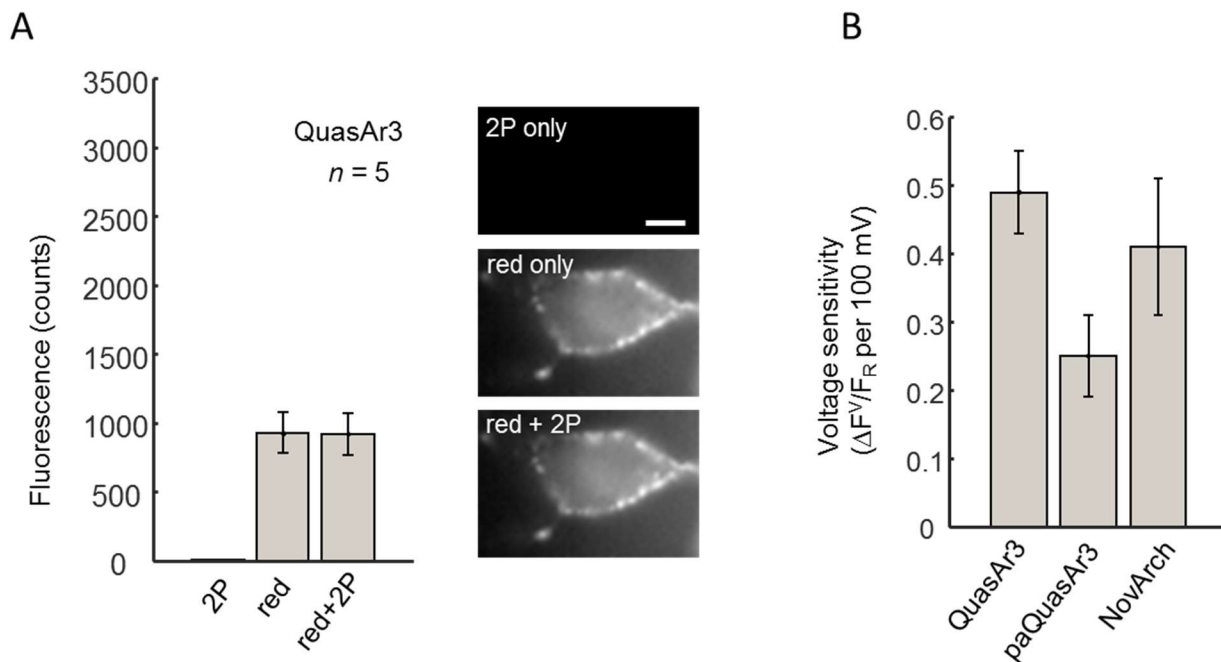 A
3500
3000
2500
2000
1500
1000
500
0
Fluorescence (counts)
QuasAr3
n = 5
2P
red
red+2P
2P only
red only
red + 2P
B
0.6
0.5
0.4
0.3
0.2
0.1
0
Voltage sensitivity
(ΔF^V/F_R per 100 mV)
QuasAr3
paQuasAr3
NovArch